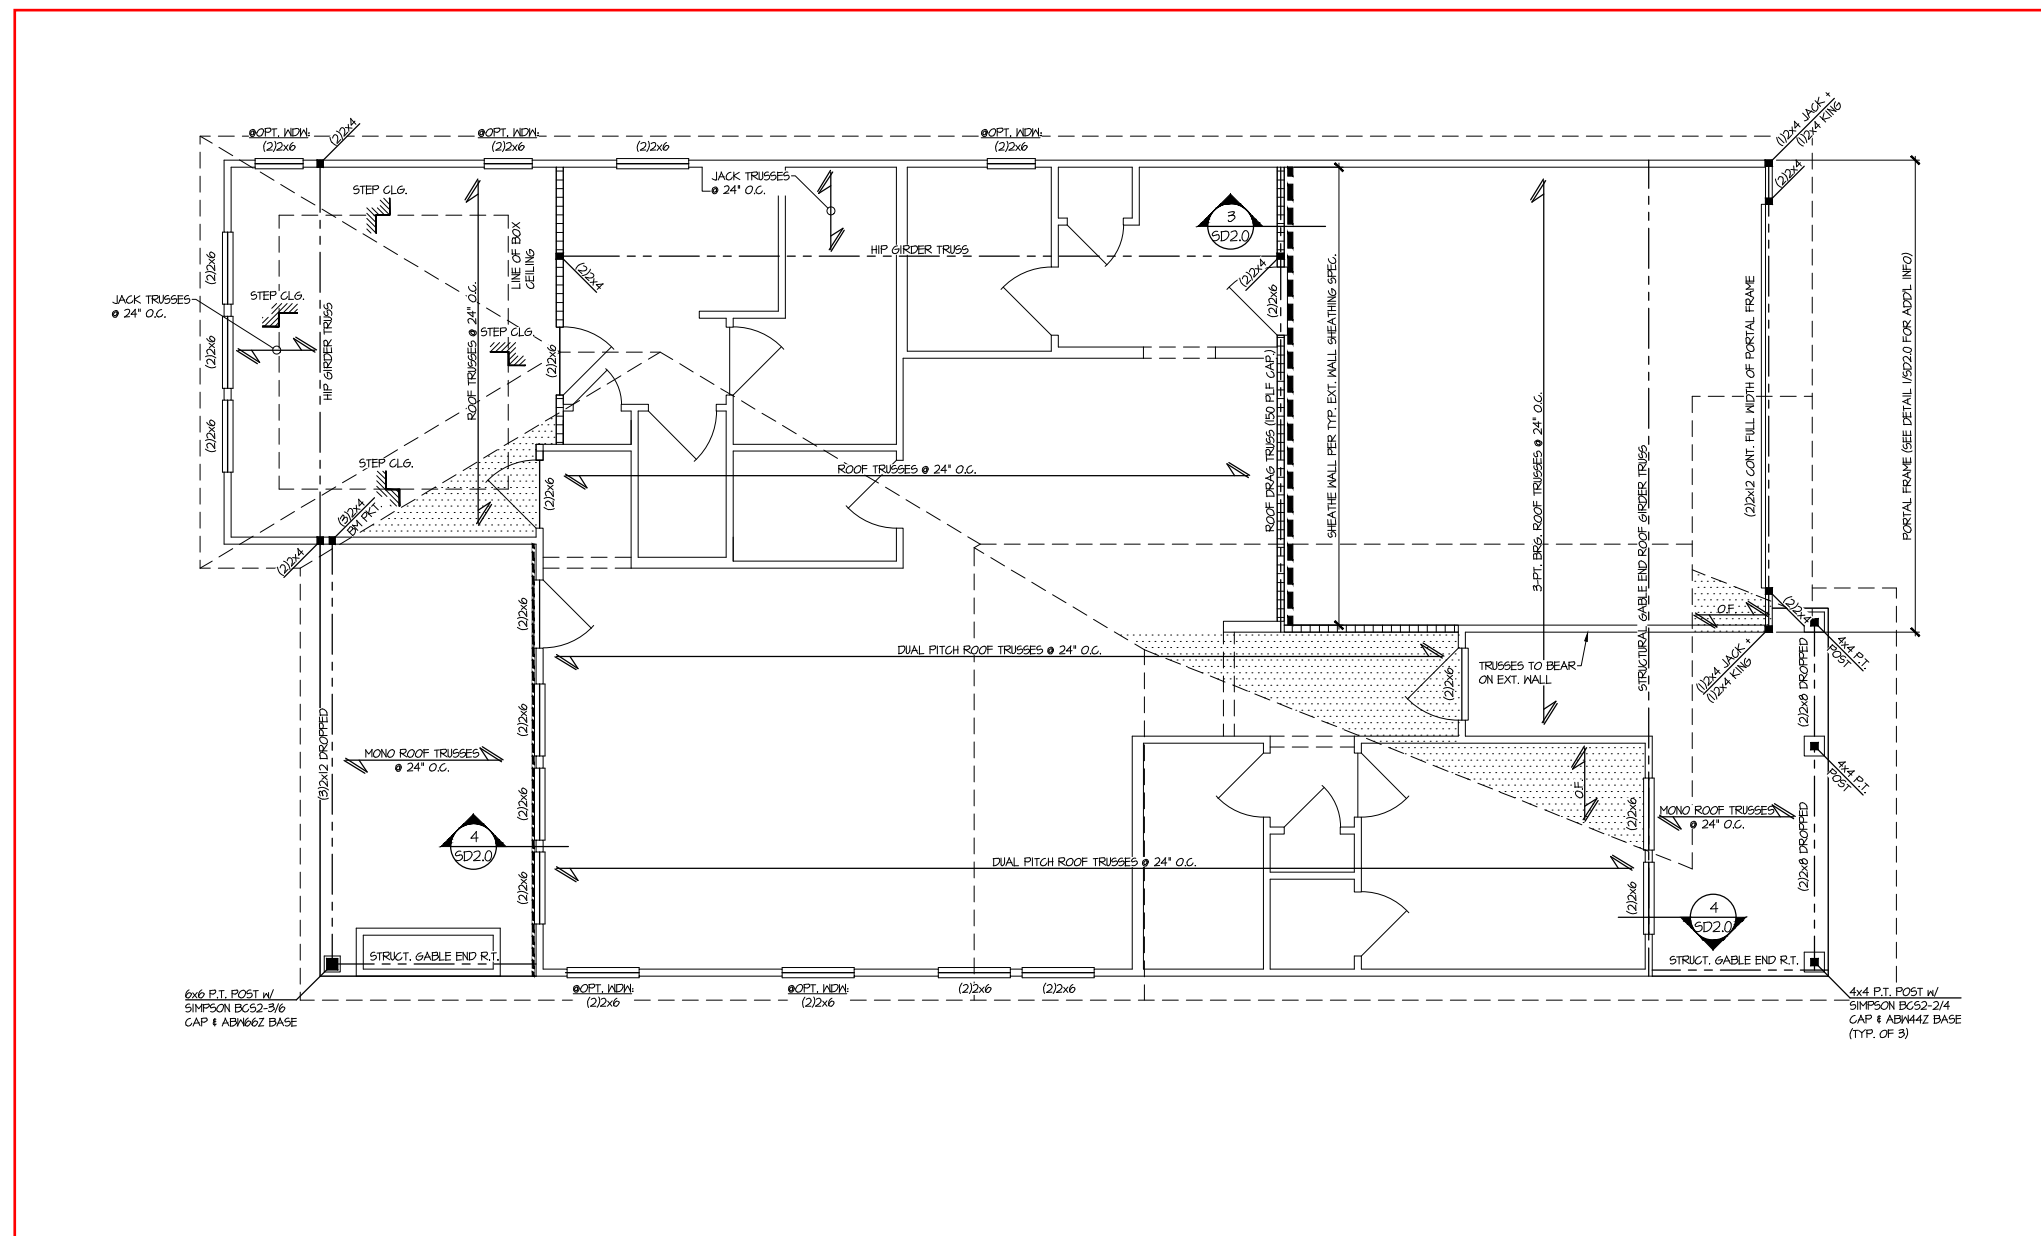 @OPT. WDW:
(2)2x6
(2)2x4
@OPT. WDW:
(2)2x6
(2)2x6
@OPT. WDW:
(2)2x6
(1)2x4 JACK +
(1)2x4 KING
(2)2x4
STEP CLG.
JACK TRUSSES
@ 24" O.C.
3
SD2.0
LINE OF BOX
CEILING
HIP GIRDER TRUSS
(2)2x4
(2)2x4
(2)2x6
(2)2x6
JACK TRUSSES
@ 24" O.C.
STEP CLG.
HIP GIRDER TRUSS
ROOF TRUSSES @ 24" O.C.
STEP CLG.
(2)2x6
(2)2x6
(2)2x6
SHEATHE WALL PER TYP. EXT. WALL SHEATHING SPEC.
ROOF DRAG TRUSS (150 PLF CAP.)
3-PT. BRG. ROOF TRUSSES @ 24" O.C.
STRUCTURAL GABLE END ROOF GIRDER TRUSS
(2)2x12 CONT. FULL WIDTH OF PORTAL FRAME
PORTAL FRAME (SEE DETAIL 1/SD2.0 FOR ADD'L INFO)
STEP CLG.
(3)2x4
BM PKT.
(2)2x4
(2)2x6
ROOF TRUSSES @ 24" O.C.
(2)2x6
O.F.
(2)2x4
4x4 P.T.
POST
DUAL PITCH ROOF TRUSSES @ 24" O.C.
(2)2x6
TRUSSES TO BEAR
ON EXT. WALL
(1)2x4 JACK +
(1)2x4 KING
(2)2x8 DROPPED
(3)2x12 DROPPED
MONO ROOF TRUSSES
@ 24" O.C.
(2)2x6
(2)2x6
4x4 P.T.
POST
O.F.
(2)2x6
MONO ROOF TRUSSES
@ 24" O.C.
(2)2x8 DROPPED
4
SD2.0
DUAL PITCH ROOF TRUSSES @ 24" O.C.
(2)2x6
(2)2x6
4
SD2.0
STRUCT. GABLE END R.T.
STRUCT. GABLE END R.T.
6x6 P.T. POST w/
SIMPSON BCS2-3/6
CAP & ABW66Z BASE
@OPT. WDW:
(2)2x6
@OPT. WDW:
(2)2x6
(2)2x6
(2)2x6
4x4 P.T. POST w/
SIMPSON BCS2-2/4
CAP & ABW44Z BASE
(TYP. OF 3)